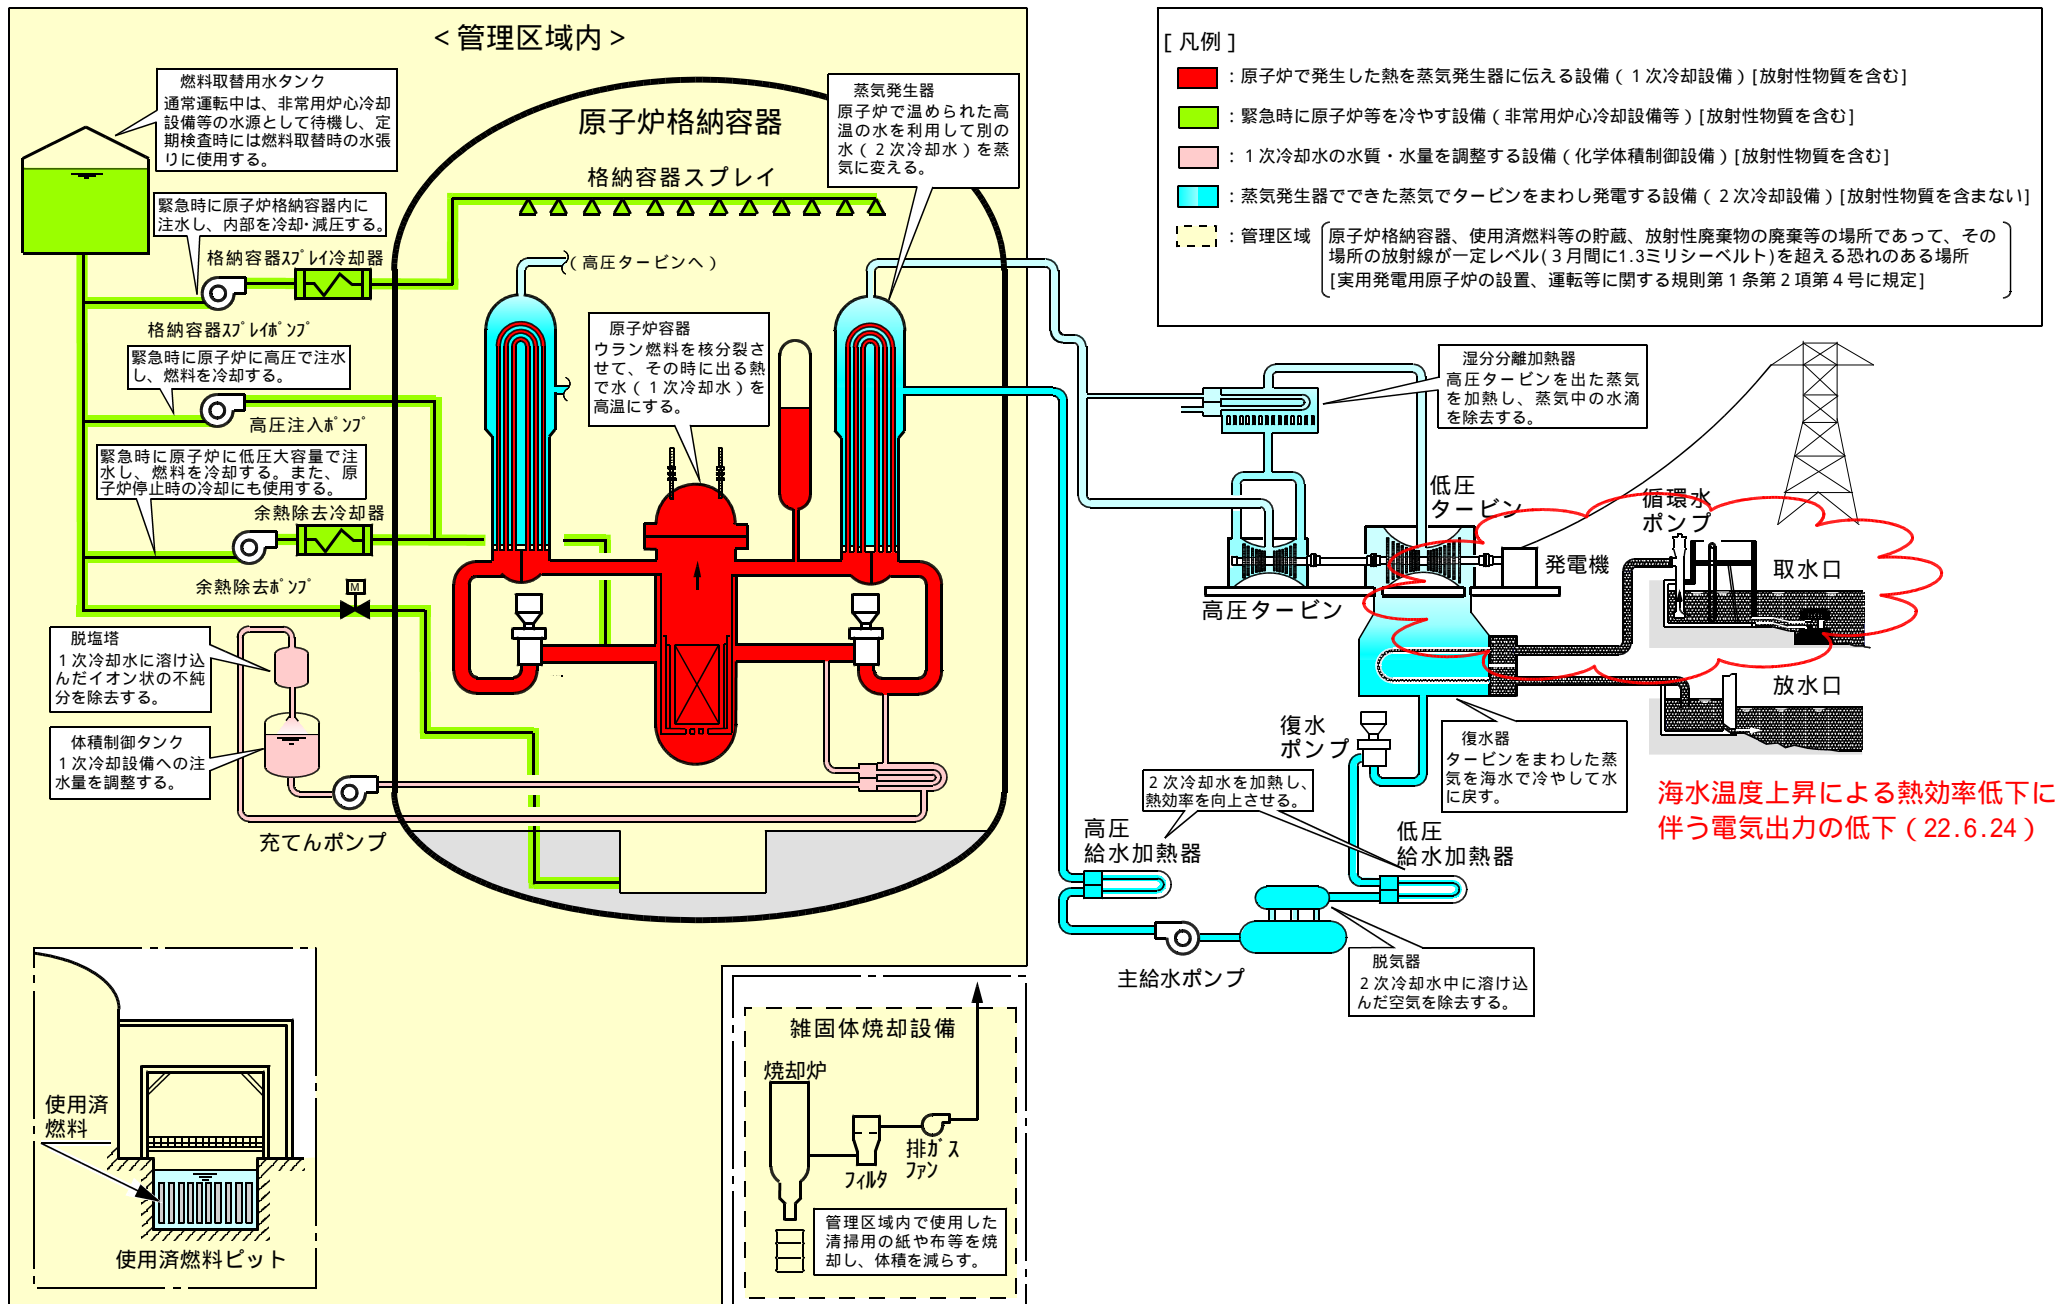 ＜管理区域内＞
燃料取替用水タンク
通常運転中は、非常用炉心冷却
設備等の水源として待機し、定
期検査時には燃料取替時の水張
りに使用する。
原子炉格納容器
蒸気発生器
原子炉で温められた高
温の水を利用して別の
水（２次冷却水）を蒸
気に変える。
格納容器スプレイ
緊急時に原子炉格納容器内に
注水し、内部を冷却・減圧する。
格納容器ｽﾌﾟﾚｲ冷却器
（高圧タービンへ）
格納容器ｽﾌﾟﾚｲﾎﾟﾝﾌﾟ
緊急時に原子炉に高圧で注水
し、燃料を冷却する。
高圧注入ﾎﾟﾝﾌﾟ
原子炉容器
ウラン燃料を核分裂さ
せて、その時に出る熱
で水（１次冷却水）を
高温にする。
緊急時に原子炉に低圧大容量で注
水し、燃料を冷却する。また、原
子炉停止時の冷却にも使用する。
余熱除去冷却器
余熱除去ﾎﾟﾝﾌﾟ
M
脱塩塔
１次冷却水に溶け込
んだイオン状の不純
分を除去する。
体積制御タンク
１次冷却設備への注
水量を調整する。
充てんポンプ
[凡例]
：原子炉で発生した熱を蒸気発生器に伝える設備（１次冷却設備）[放射性物質を含む]
：緊急時に原子炉等を冷やす設備（非常用炉心冷却設備等）[放射性物質を含む]
：１次冷却水の水質・水量を調整する設備（化学体積制御設備）[放射性物質を含む]
：蒸気発生器でできた蒸気でタービンをまわし発電する設備（２次冷却設備）[放射性物質を含まない]
：管理区域
原子炉格納容器、使用済燃料等の貯蔵、放射性廃棄物の廃棄等の場所であって、その
場所の放射線が一定レベル(３月間に1.3ミリシーベルト)を超える恐れのある場所
[実用発電用原子炉の設置、運転等に関する規則第１条第２項第４号に規定]
湿分分離加熱器
高圧タービンを出た蒸気
を加熱し、蒸気中の水滴
を除去する。
低圧
タービン
循環水
ポンプ
発電機
取水口
高圧タービン
放水口
復水
ポンプ
復水器
タービンをまわした蒸
気を海水で冷やして水
に戻す。
２次冷却水を加熱し、
熱効率を向上させる。
海水温度上昇による熱効率低下に
伴う電気出力の低下（22.6.24）
高圧
給水加熱器
低圧
給水加熱器
主給水ポンプ
脱気器
２次冷却水中に溶け込
んだ空気を除去する。
使用済
燃料
使用済燃料ピット
雑固体焼却設備
焼却炉
ﾌｨﾙﾀ
排ｶﾞｽ
ﾌｧﾝ
管理区域内で使用した
清掃用の紙や布等を焼
却し、体積を減らす。